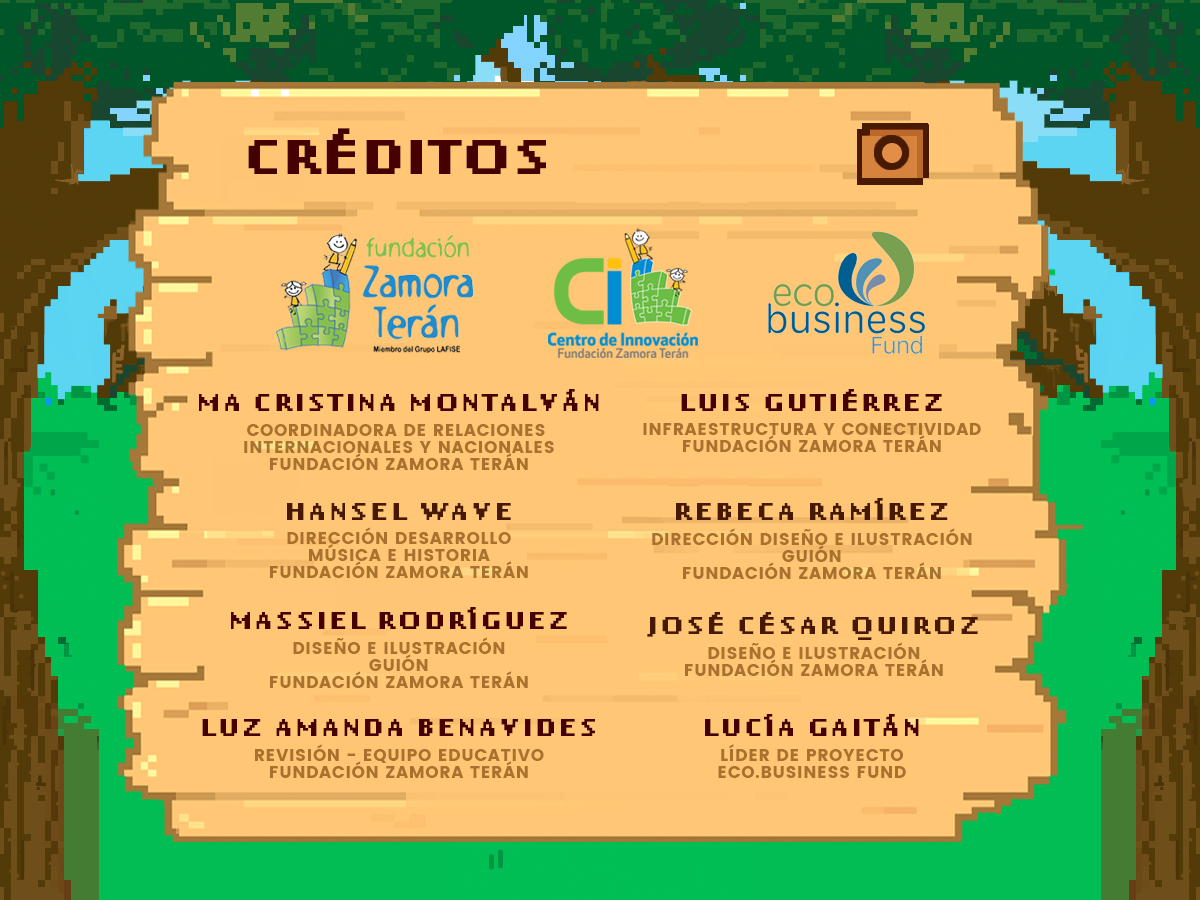 CRÉDITOS
fundación
Zamora
Terán
Miembro del Grupo LAFISE
Ci
Centro de Innovación
Fundación Zamora Terán
eco.
business
Fund
MA CRISTINA MONTALVÁN
COORDINADORA DE RELACIONES
INTERNACIONALES Y NACIONALES
FUNDACIÓN ZAMORA TERÁN
LUIS GUTIÉRREZ
INFRAESTRUCTURA Y CONECTIVIDAD
FUNDACIÓN ZAMORA TERÁN
HANSEL WAVE
DIRECCIÓN DESARROLLO
MÚSICA E HISTORIA
FUNDACIÓN ZAMORA TERÁN
REBECA RAMÍREZ
DIRECCIÓN DISEÑO E ILUSTRACIÓN
GUIÓN
FUNDACIÓN ZAMORA TERÁN
MASSIEL RODRÍGUEZ
DISEÑO E ILUSTRACIÓN
GUIÓN
FUNDACIÓN ZAMORA TERÁN
JOSÉ CÉSAR QUIROZ
DISEÑO E ILUSTRACIÓN
FUNDACIÓN ZAMORA TERÁN
LUZ AMANDA BENAVIDES
REVISIÓN - EQUIPO EDUCATIVO
FUNDACIÓN ZAMORA TERÁN
LUCÍA GAITÁN
LÍDER DE PROYECTO
ECO.BUSINESS FUND